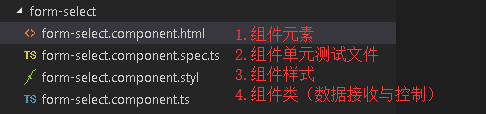 form-select
form-select.component.html 1.组件元素
TS form-select.component.spec.ts 2.组件单元测试文件
form-select.component.styl 3.组件样式
TS form-select.component.ts 4.组件类（数据接收与控制）